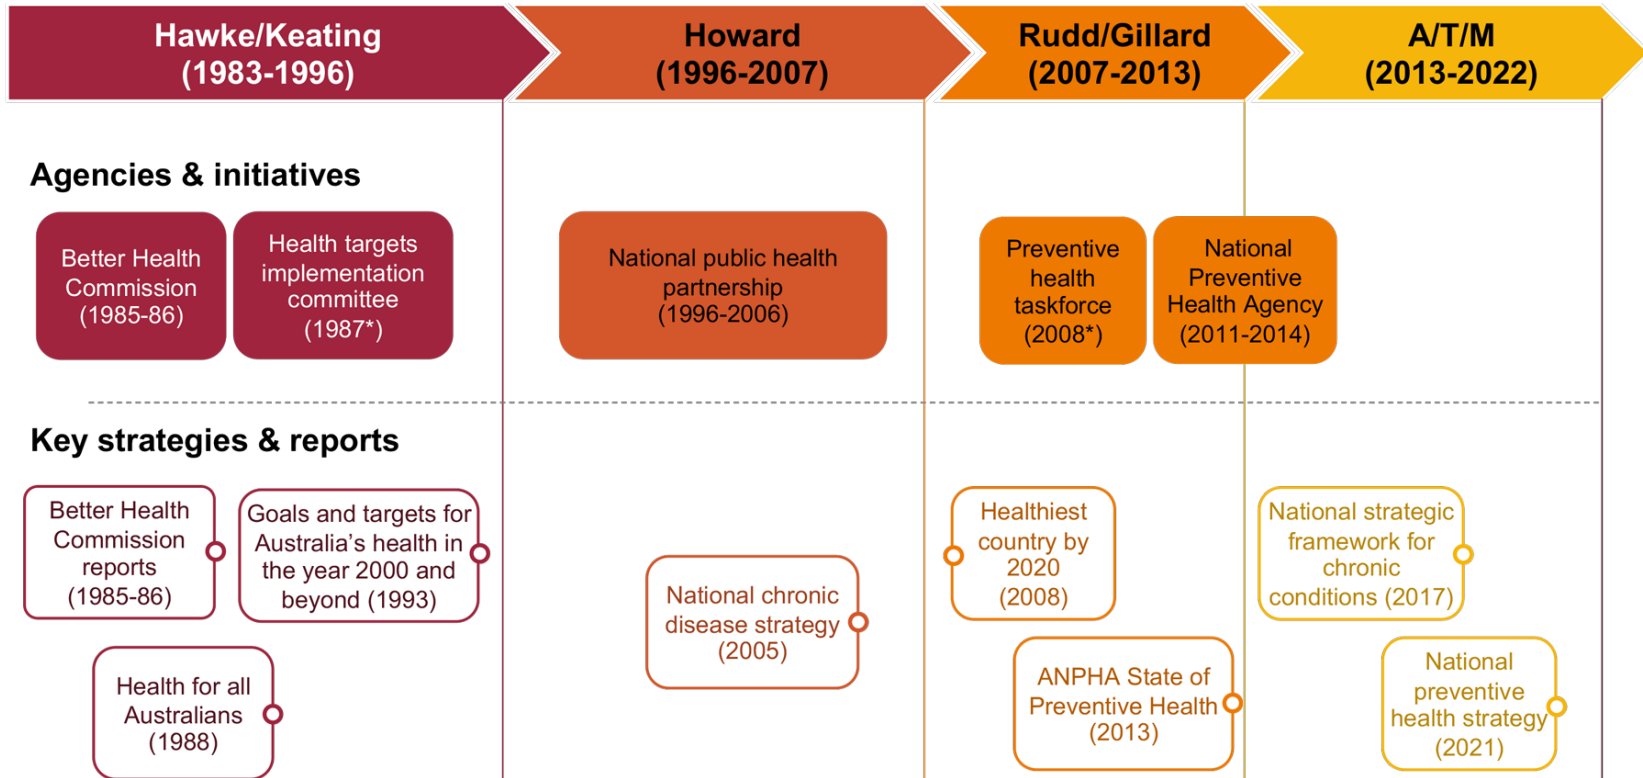 Hawke/Keating
(1983-1996)
Howard
(1996-2007)
Rudd/Gillard
(2007-2013)
A/T/M
(2013-2022)
Agencies & initiatives
Better Health
Commission
(1985-86)
Health targets
implementation
committee
(1987*)
National public health
partnership
(1996-2006)
Preventive
health
taskforce
(2008*)
National
Preventive
Health Agency
(2011-2014)
Key strategies & reports
Better Health
Commission
reports
(1985-86)
Goals and targets for
Australia’s health in
the year 2000 and
beyond (1993)
Health for all
Australians
(1988)
National chronic
disease strategy
(2005)
Healthiest
country by
2020
(2008)
ANPHA State of
Preventive Health
(2013)
National strategic
framework for
chronic
conditions (2017)
National
preventive
health strategy
(2021)